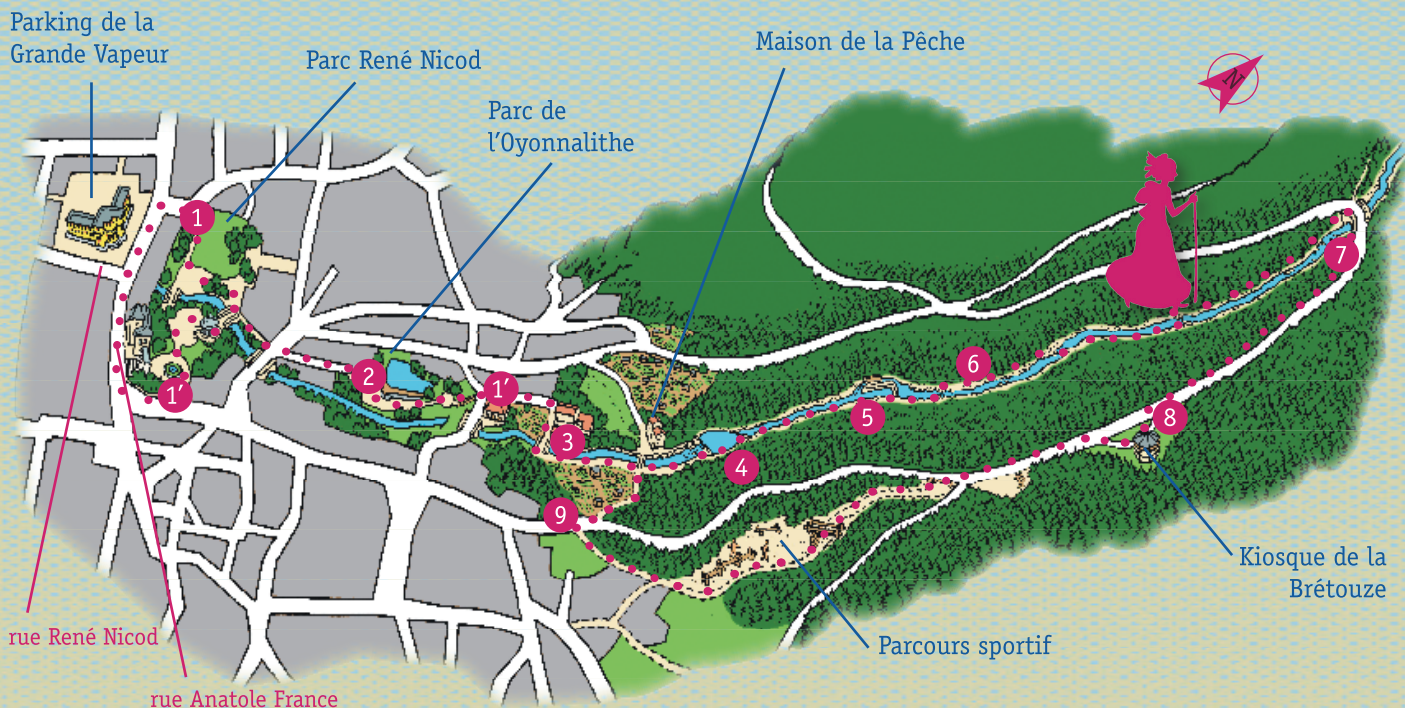 Parking de la
Grande Vapeur
Parc René Nicod
Parc de
l'Oyonnalithe
Maison de la Pêche
N
1
7
2
1'
1'
6
5
8
3
4
9
Kiosque de la
Brétouze
Parcours sportif
rue René Nicod
rue Anatole France